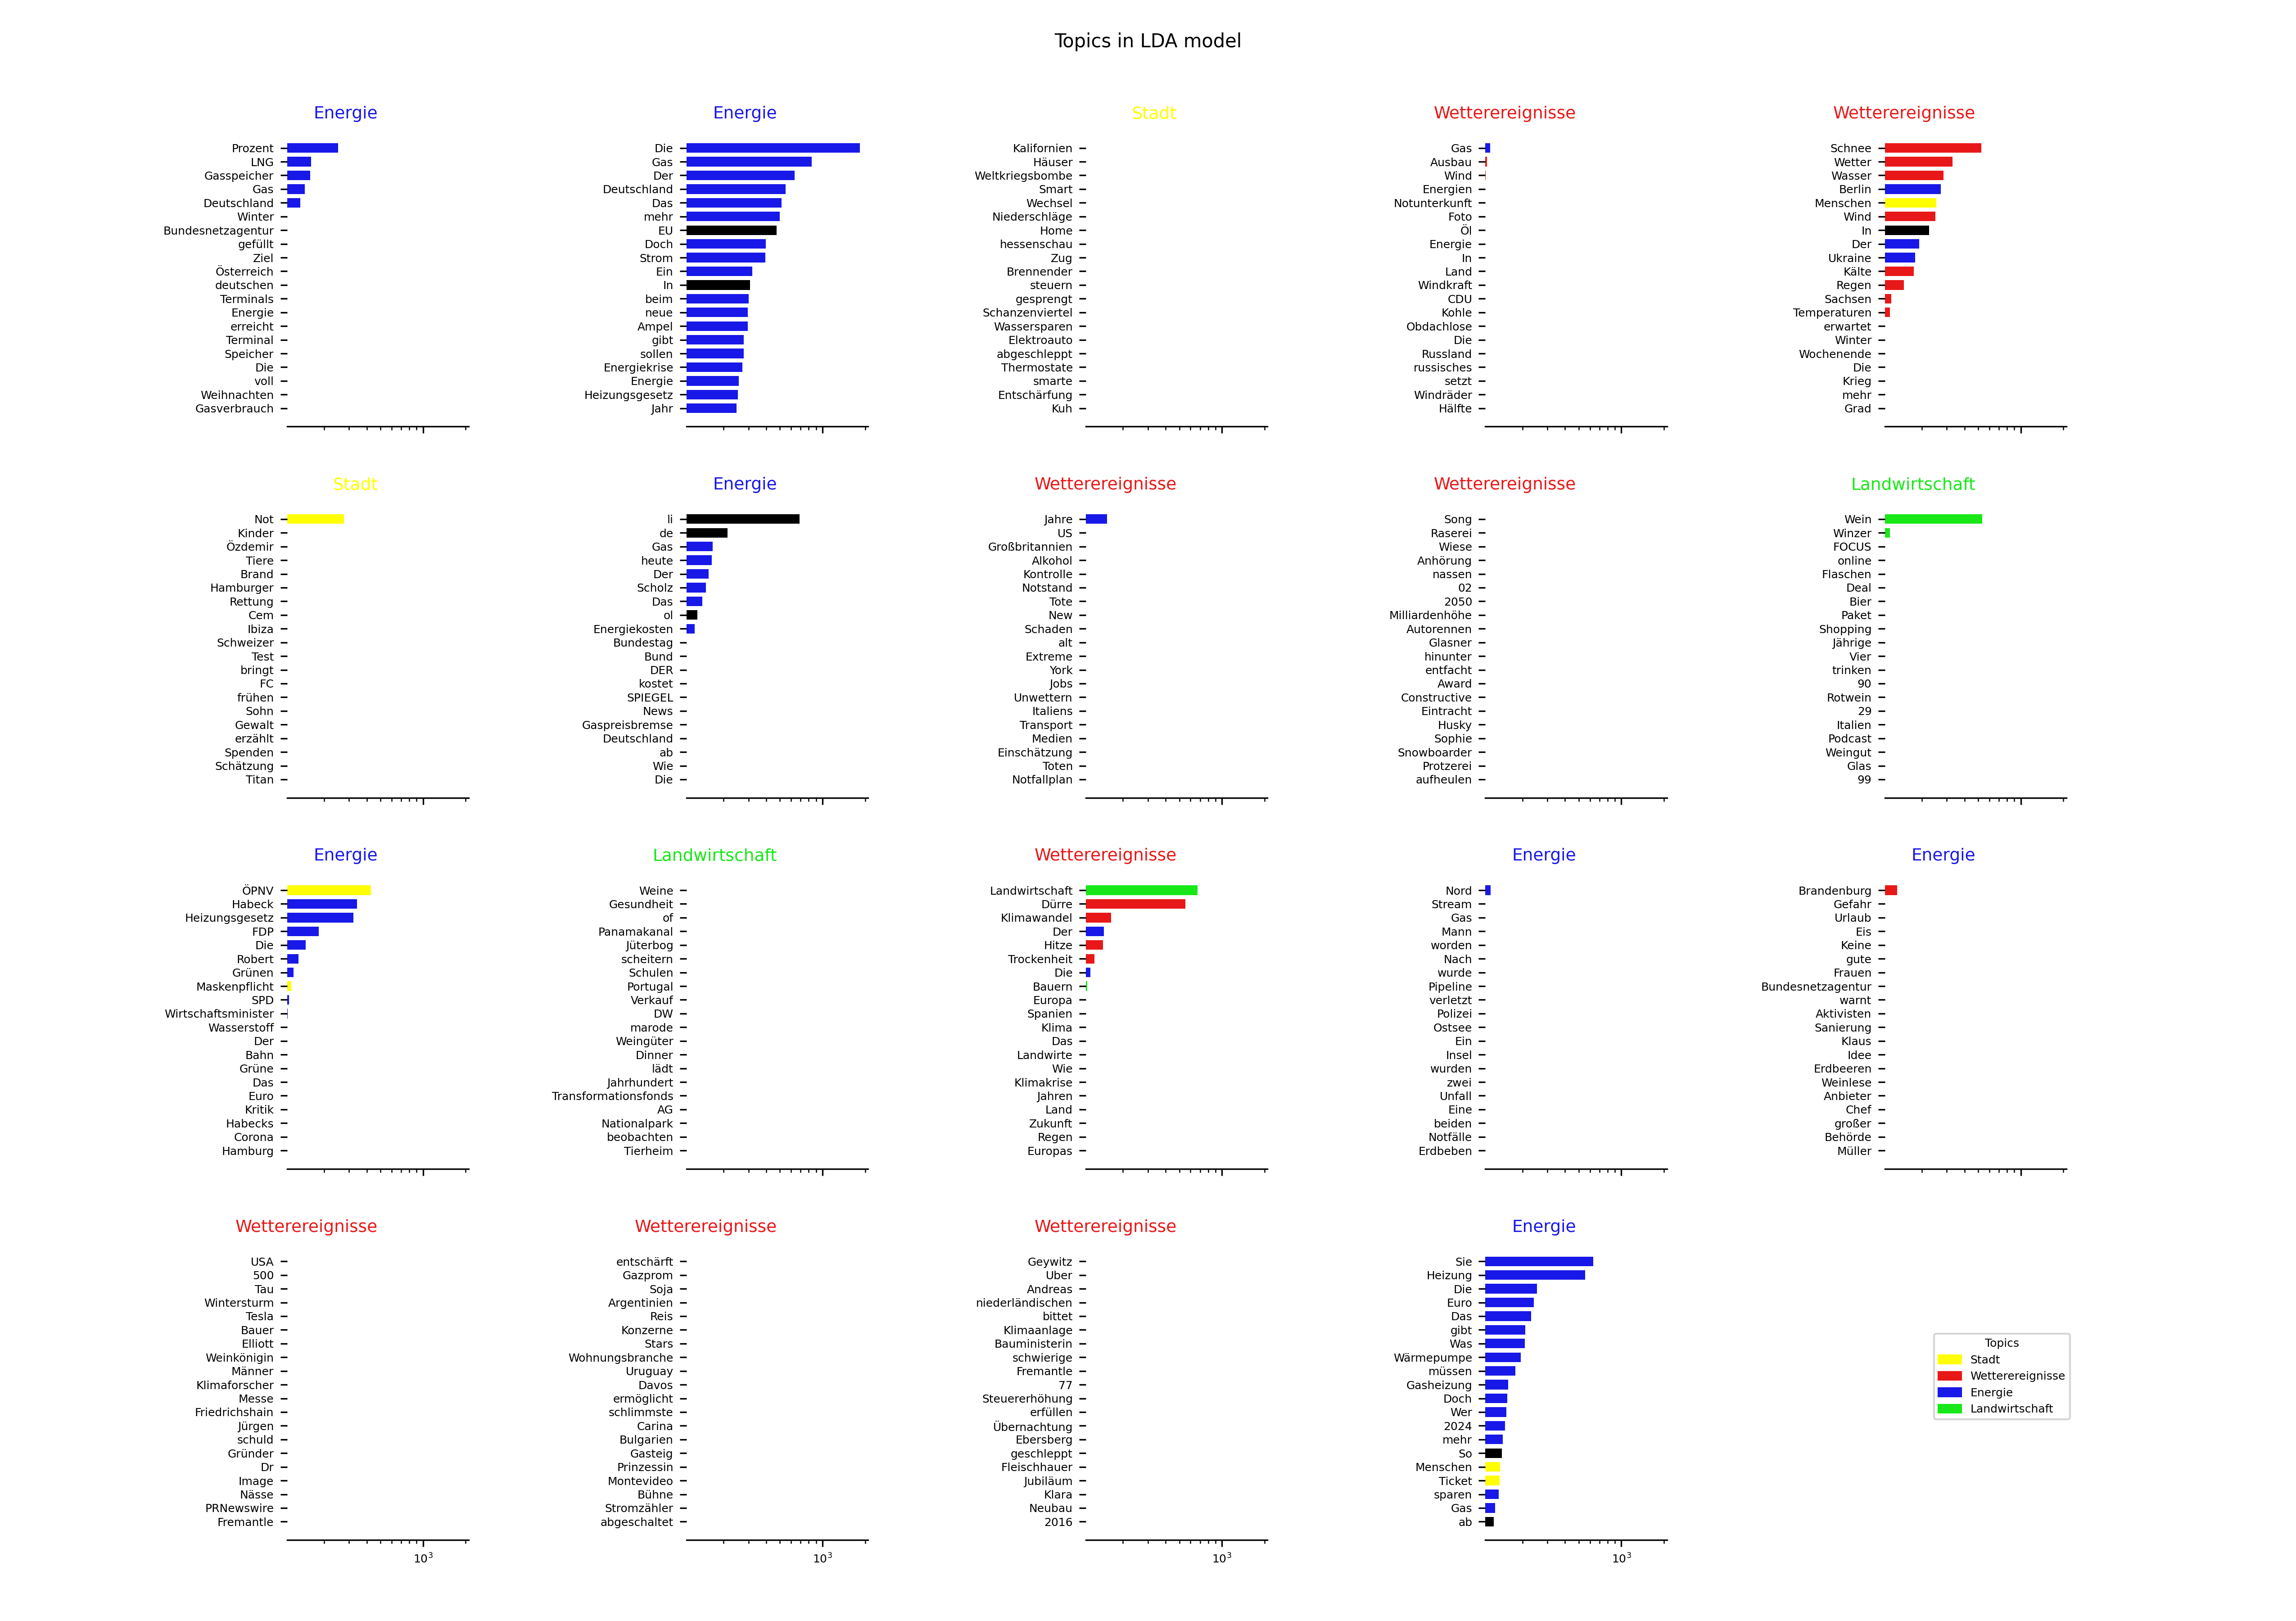 Topics in LDA model
Energie
Prozent
LNG
Gasspeicher
Gas
Deutschland
Winter
Bundesnetzagentur
gefüllt
Ziel
Österreich
deutschen
Terminals
Energie
erreicht
Terminal
Speicher
Die
voll
Weihnachten
Gasverbrauch
Energie
Die
Gas
Der
Deutschland
Das
mehr
EU
Doch
Strom
Ein
In
beim
neue
Ampel
gibt
sollen
Energiekrise
Energie
Heizungsgesetz
Jahr
Stadt
Kalifornien
Häuser
Weltkriegsbombe
Smart
Wechsel
Niederschläge
Home
hessenschau
Zug
Brennender
steuern
gesprengt
Schanzenviertel
Wassersparen
Elektroauto
abgeschleppt
Thermostate
smarte
Entschärfung
Kuh
Wetterereignisse
Gas
Ausbau
Wind
Energien
Notunterkunft
Foto
Öl
Energie
In
Land
Windkraft
CDU
Kohle
Obdachlose
Die
Russland
russisches
setzt
Windräder
Hälfte
Wetterereignisse
Schnee
Wetter
Wasser
Berlin
Menschen
Wind
In
Der
Ukraine
Kälte
Regen
Sachsen
Temperaturen
erwartet
Winter
Wochenende
Die
Krieg
mehr
Grad
Stadt
Not
Kinder
Özdemir
Tiere
Brand
Hamburger
Rettung
Cem
Ibiza
Schweizer
Test
bringt
FC
frühen
Sohn
Gewalt
erzählt
Spenden
Schätzung
Titan
Energie
li
de
Gas
heute
Der
Scholz
Das
ol
Energiekosten
Bundestag
Bund
DER
kostet
SPIEGEL
News
Gaspreisbremse
Deutschland
ab
Wie
Die
Wetterereignisse
Jahre
US
Großbritannien
Alkohol
Kontrolle
Notstand
Tote
New
Schaden
alt
Extreme
York
Jobs
Unwettern
Italiens
Transport
Medien
Einschätzung
Toten
Notfallplan
Wetterereignisse
Song
Raserei
Wiese
Anhörung
nassen
02
2050
Milliardenhöhe
Autorennen
Glasner
hinunter
entfacht
Award
Constructive
Eintracht
Husky
Sophie
Snowboarder
Protzerei
aufheulen
Landwirtschaft
Wein
Winzer
FOCUS
online
Flaschen
Deal
Bier
Paket
Shopping
Jährige
Vier
trinken
90
Rotwein
29
Italien
Podcast
Weingut
Glas
99
Energie
ÖPNV
Habeck
Heizungsgesetz
FDP
Die
Robert
Grünen
Maskenpflicht
SPD
Wirtschaftsminister
Wasserstoff
Der
Bahn
Grüne
Das
Euro
Kritik
Habecks
Corona
Hamburg
Landwirtschaft
Weine
Gesundheit
of
Panamakanal
Jüterbog
scheitern
Schulen
Portugal
Verkauf
DW
marode
Weingüter
Dinner
lädt
Jahrhundert
Transformationsfonds
AG
Nationalpark
beobachten
Tierheim
Wetterereignisse
Landwirtschaft
Dürre
Klimawandel
Der
Hitze
Trockenheit
Die
Bauern
Europa
Spanien
Klima
Das
Landwirte
Wie
Klimakrise
Jahren
Land
Zukunft
Regen
Europas
Energie
Nord
Stream
Gas
Mann
worden
Nach
wurde
Pipeline
verletzt
Polizei
Ostsee
Ein
Insel
wurden
zwei
Unfall
Eine
beiden
Notfälle
Erdbeben
Energie
Brandenburg
Gefahr
Urlaub
Eis
Keine
gute
Frauen
Bundesnetzagentur
warnt
Aktivisten
Sanierung
Klaus
Idee
Erdbeeren
Weinlese
Anbieter
Chef
großer
Behörde
Müller
Wetterereignisse
USA
500
Tau
Wintersturm
Tesla
Bauer
Elliott
Weinkönigin
Männer
Klimaforscher
Messe
Friedrichshain
Jürgen
schuld
Gründer
Dr
Image
Nässe
PRNewswire
Fremantle
10³
Wetterereignisse
entschärft
Gazprom
Soja
Argentinien
Reis
Konzerne
Stars
Wohnungsbranche
Uruguay
Davos
ermöglicht
schlimmste
Carina
Bulgarien
Gasteig
Prinzessin
Montevideo
Bühne
Stromzähler
abgeschaltet
10³
Wetterereignisse
Geywitz
Uber
Andreas
niederländischen
bittet
Klimaanlage
Bauministerin
schwierige
Fremantle
77
Steuererhöhung
erfüllen
Übernachtung
Ebersberg
geschleppt
Fleischhauer
Jubiläum
Klara
Neubau
2016
10³
Energie
Sie
Heizung
Die
Euro
Das
gibt
Was
Wärmepumpe
müssen
Gasheizung
Doch
Wer
2024
mehr
So
Menschen
Ticket
sparen
Gas
ab
10³
Topics
Stadt
Wetterereignisse
Energie
Landwirtschaft